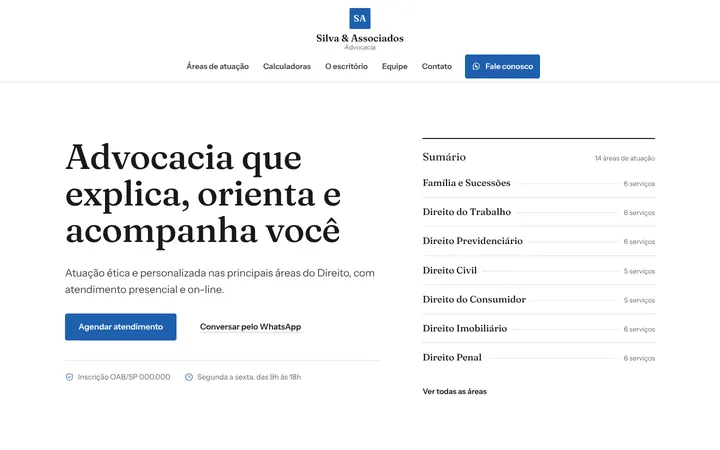 SA
Silva & Associados
Advocacia
Áreas de atuação Calculadoras O escritório Equipe Contato Fale conosco
Advocacia que
explica, orienta e
acompanha você
Atuação ética e personalizada nas principais áreas do Direito, com
atendimento presencial e on-line.
Agendar atendimento Conversar pelo WhatsApp
Inscrição OAB/SP 000.000 Segunda a sexta, das 9h às 18h
Sumário 14 áreas de atuação
Família e Sucessões 6 serviços
Direito do Trabalho 6 serviços
Direito Previdenciário 6 serviços
Direito Civil 5 serviços
Direito do Consumidor 5 serviços
Direito Imobiliário 6 serviços
Direito Penal 6 serviços
Ver todas as áreas